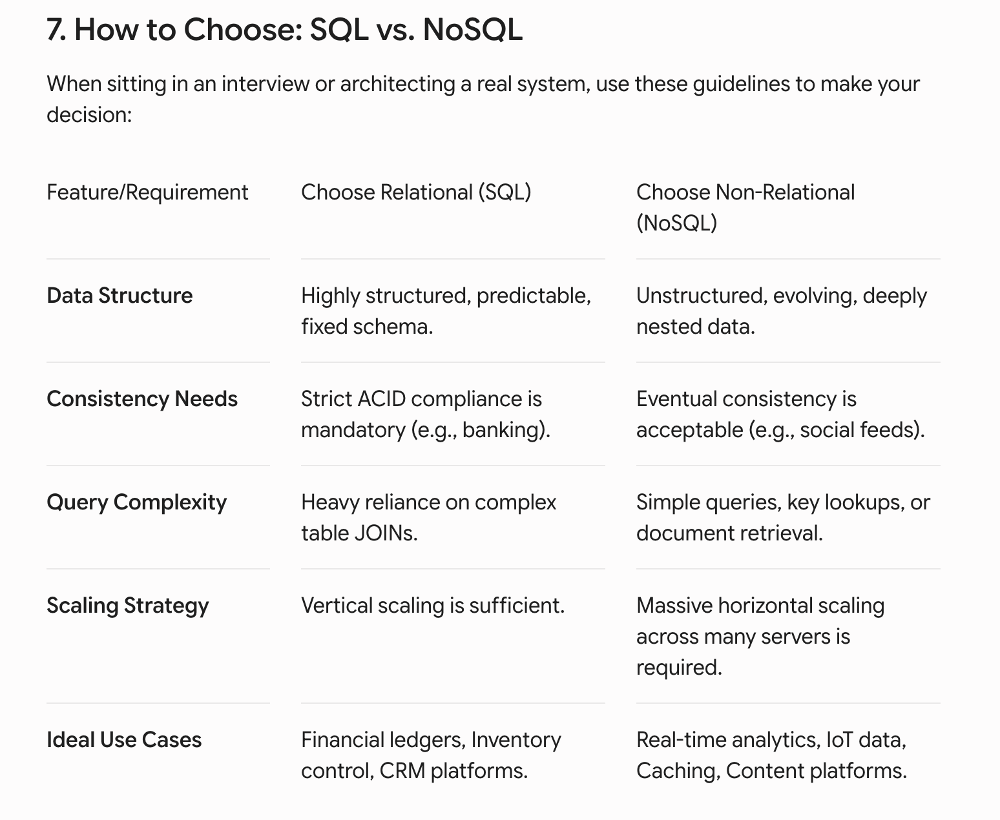 7. How to Choose: SQL vs. NoSQL
When sitting in an interview or architecting a real system, use these guidelines to make your
decision:
Feature/Requirement
Choose Relational (SQL)
Choose Non-Relational
(NoSQL)
Data Structure
Highly structured, predictable,
fixed schema.
Unstructured, evolving, deeply
nested data.
Consistency Needs
Strict ACID compliance is
mandatory (e.g., banking).
Eventual consistency is
acceptable (e.g., social feeds).
Query Complexity
Heavy reliance on complex
table JOINs.
Simple queries, key lookups, or
document retrieval.
Scaling Strategy
Vertical scaling is sufficient.
Massive horizontal scaling
across many servers is
required.
Ideal Use Cases
Financial ledgers, Inventory
control, CRM platforms.
Real-time analytics, IoT data,
Caching, Content platforms.